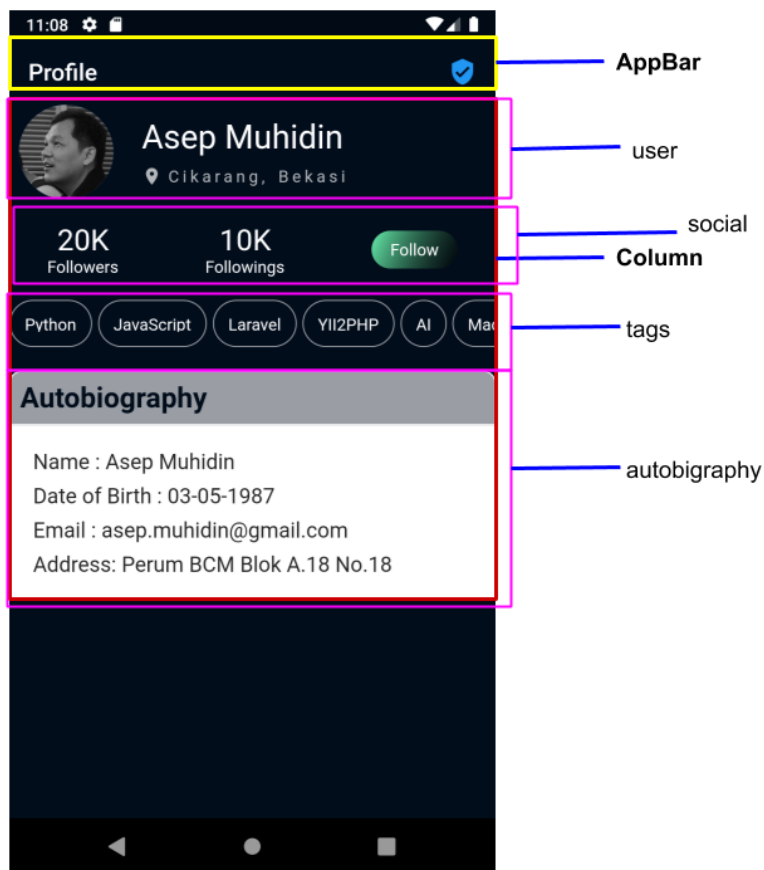 11:08
Profile
AppBar
Asep Muhidin
user
Cikarang, Bekasi
social
20K
10K
Follow
Followers
Followings
Column
Python
JavaScript
Laravel
YII2PHP
AI
tags
Autobiography
Name : Asep Muhidin
Date of Birth : 03-05-1987
autobigraphy
Email : asep.muhidin@gmail.com
Address: Perum BCM Blok A.18 No.18